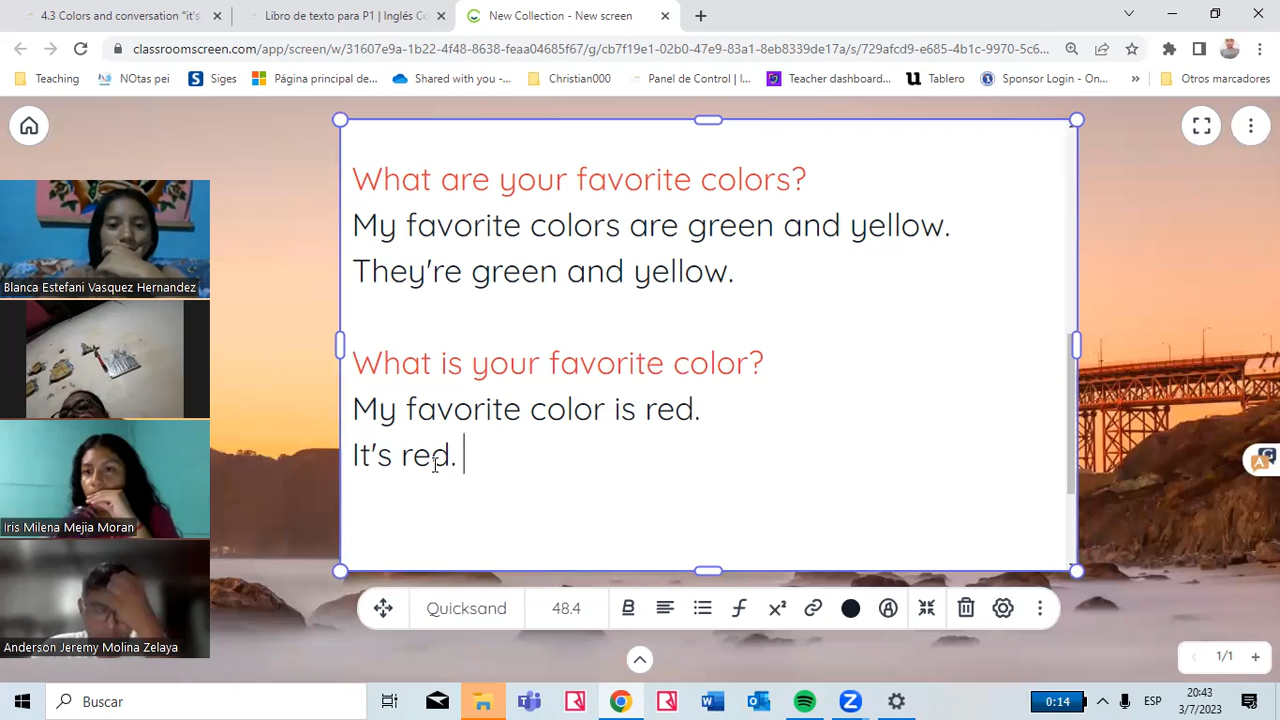 4.3 Colors and conversation "it's
Libro de texto para P1 | Inglés Cu
New Collection - New screen
classroomscreen.com/app/screen/w/31607e9a-1b22-4f48-8638-feaa04685f67/g/cb7f19e1-02b0-47e9-83a1-8eb8339de17a/s/729afcd9-e685-4b1c-9970-5c6...
Teaching
NOtas pei
Siges
Página principal de...
Shared with you -...
Christian000
Panel de Control | I...
Teacher dashboard...
Tablero
Sponsor Login - On...
»
Otros marcadores
What are your favorite colors?
My favorite colors are green and yellow.
They're green and yellow.
What is your favorite color?
My favorite color is red.
It's red.
Blanca Estefani Vasquez Hernandez
Iris Milena Mejia Moran
Anderson Jeremy Molina Zelaya
Quicksand
48.4
B
1/1
Buscar
0:14
ESP
20:43
3/7/2023